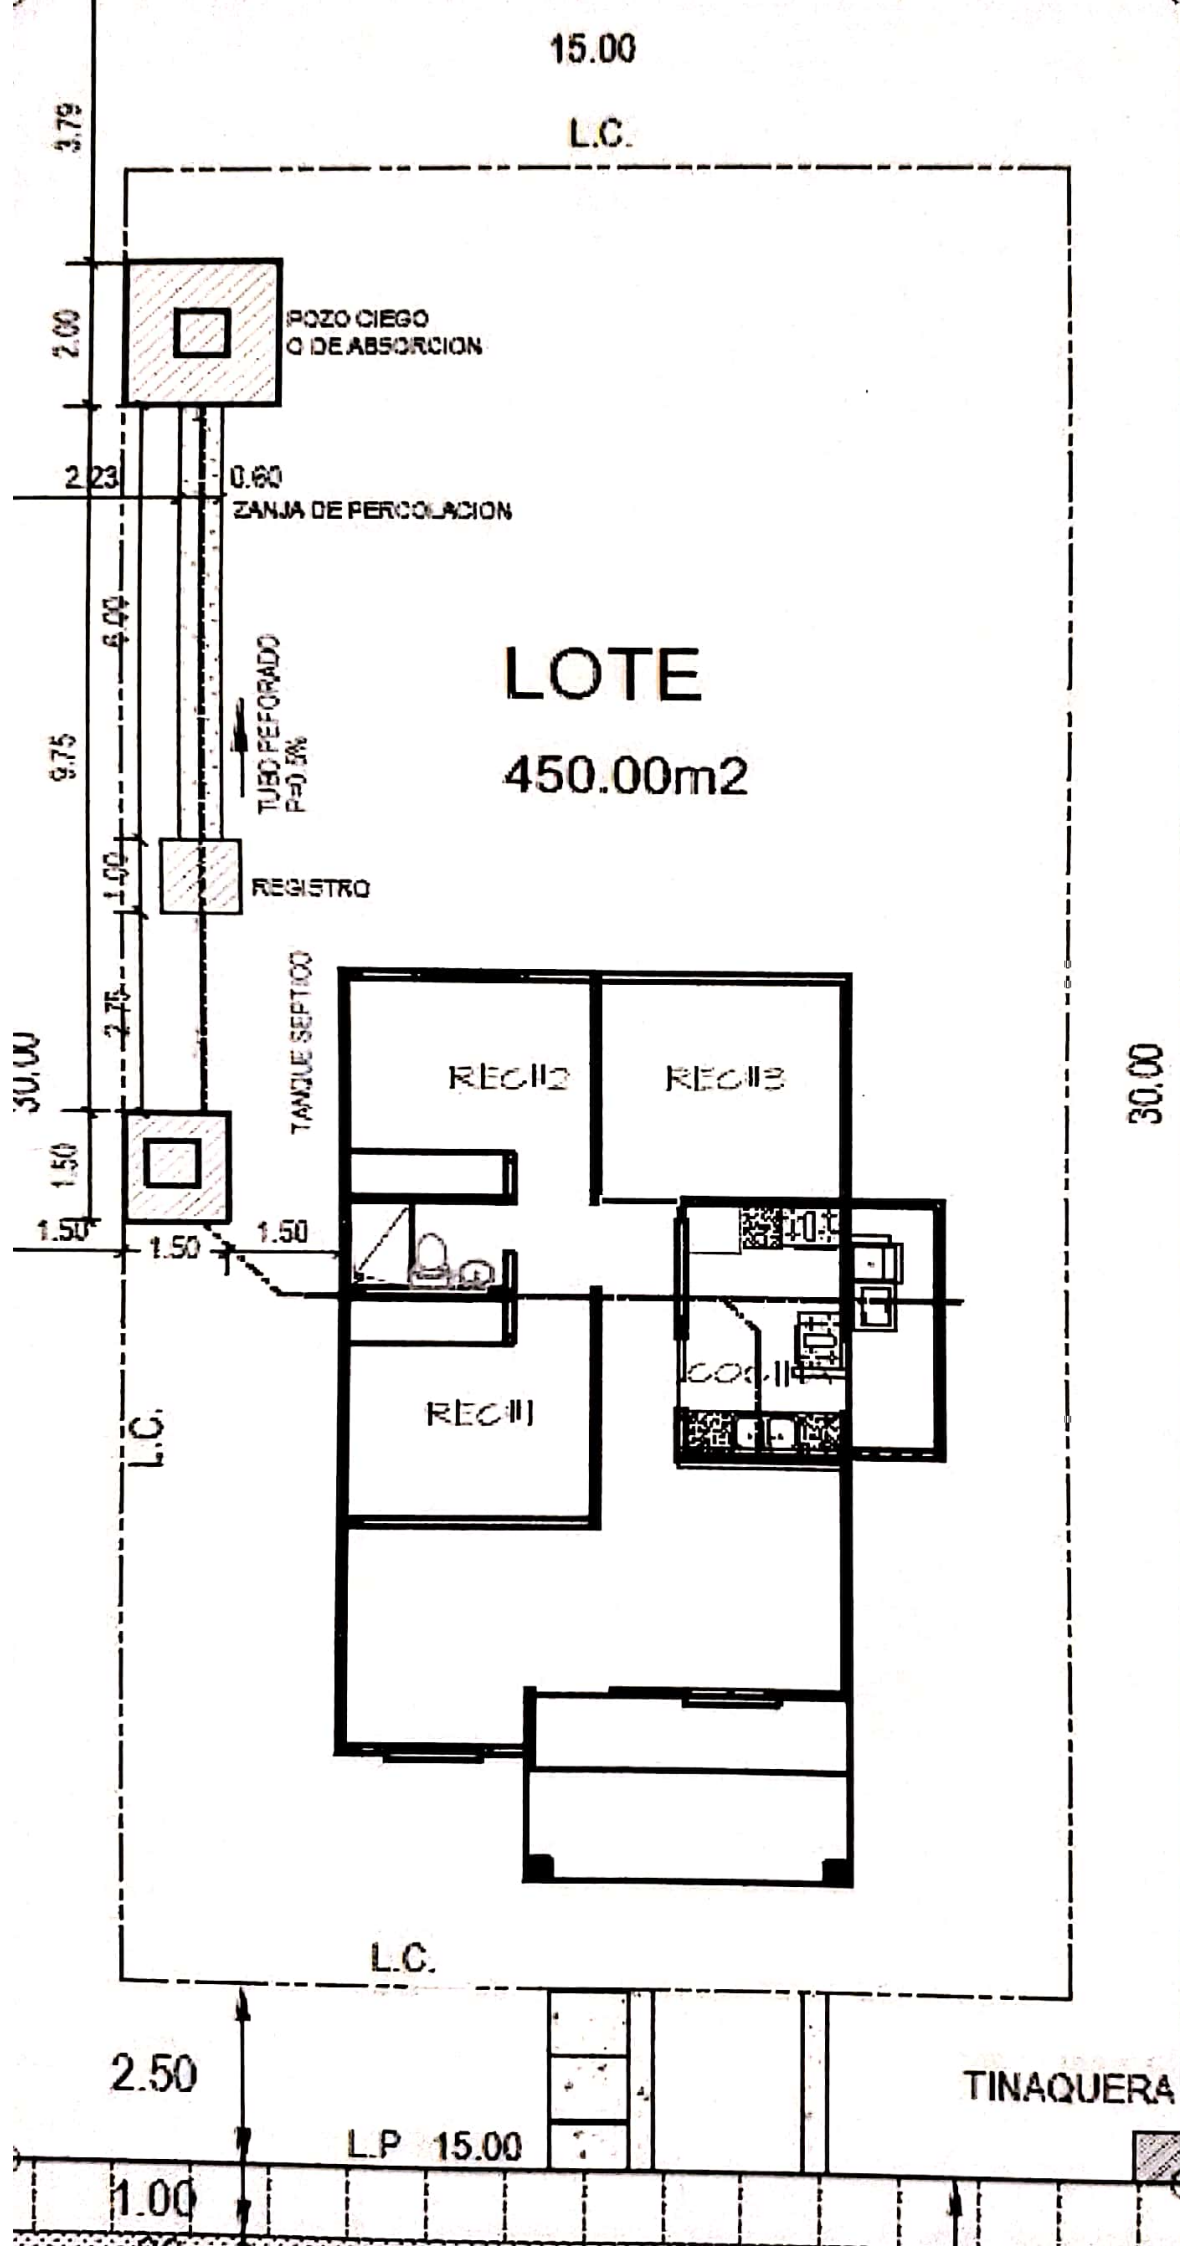 15.00
L.C.
3.79
2.00
POZO CIEGO
O DE ABSORCION
2.23
0.60
ZANJA DE PERCOLACION
6.00
TUBO PEFORADO
P=0.5%
9.75
LOTE
450.00m2
1.00
REGISTRO
2.75
TANQUE SEPTICO
30.00
30.00
REC#2
REC#3
1.50
1.50
1.50
1.50
REC#1
L.C.
L.C.
2.50
TINAQUERA
L.P 15.00
1.00